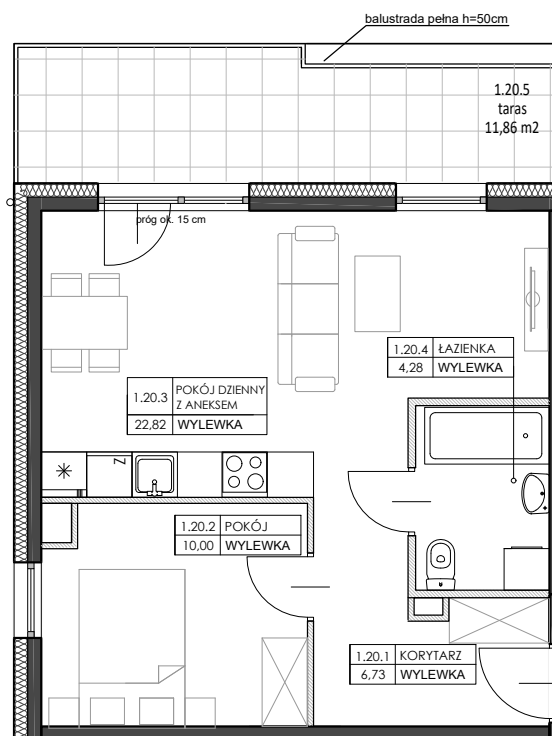 balustrada pełna h=50cm
1.20.5
taras
11,86 m2
próg ok. 15 cm
1.20.4 ŁAZIENKA
4,28 WYLEWKA
1.20.3 POKÓJ DZIENNY
Z ANEKSEM
22,82 WYLEWKA
Z
1.20.2 POKÓJ
10,00 WYLEWKA
1.20.1 KORYTARZ
6,73 WYLEWKA